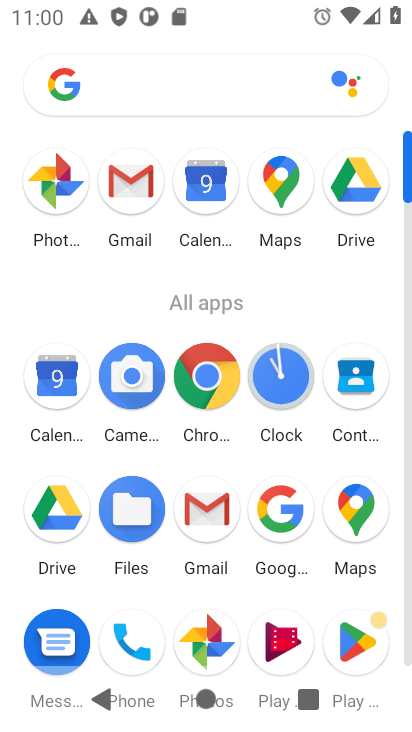 11:00
Phot...
Gmail
Calen...
Maps
Drive
All apps
Calen...
Came...
Chro...
Clock
Cont...
Drive
Files
Gmail
Goog...
Maps
Mess...
Phone
Photos
Play ...
Play ...